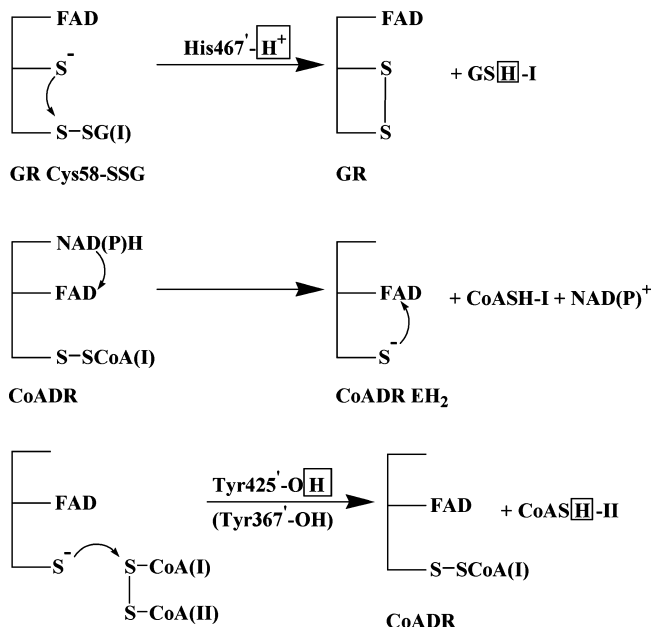 FAD FAD
His467'-H+
S- S
+ GSH-I
S-SG(I) S
GR Cys58-SSG GR
NAD(P)H
FAD FAD + CoASH-I + NAD(P)+
S-SCoA(I) S-
CoADR CoADR EH2
Tyr425'-OH
FAD FAD + CoASH-II
(Tyr367'-OH)
S- S-CoA(I) S-SCoA(I)
S-CoA(II)
CoADR